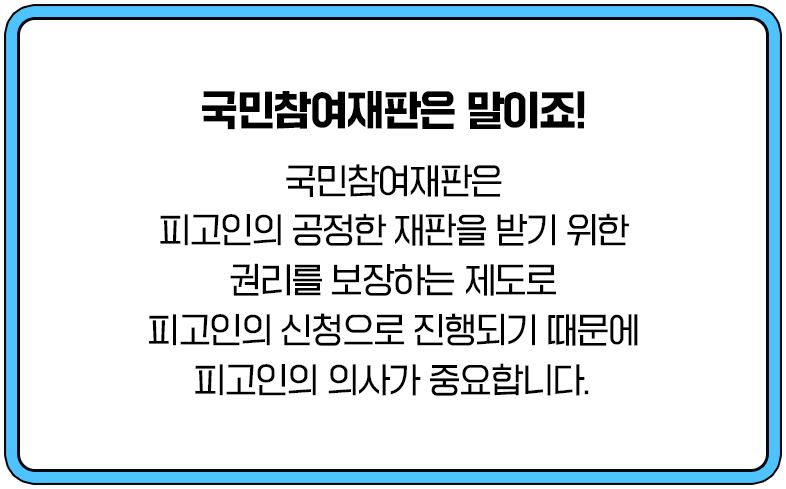 국민참여재판은 말이죠!
국민참여재판은
피고인의 공정한 재판을 받기 위한
권리를 보장하는 제도로
피고인의 신청으로 진행되기 때문에
피고인의 의사가 중요합니다.